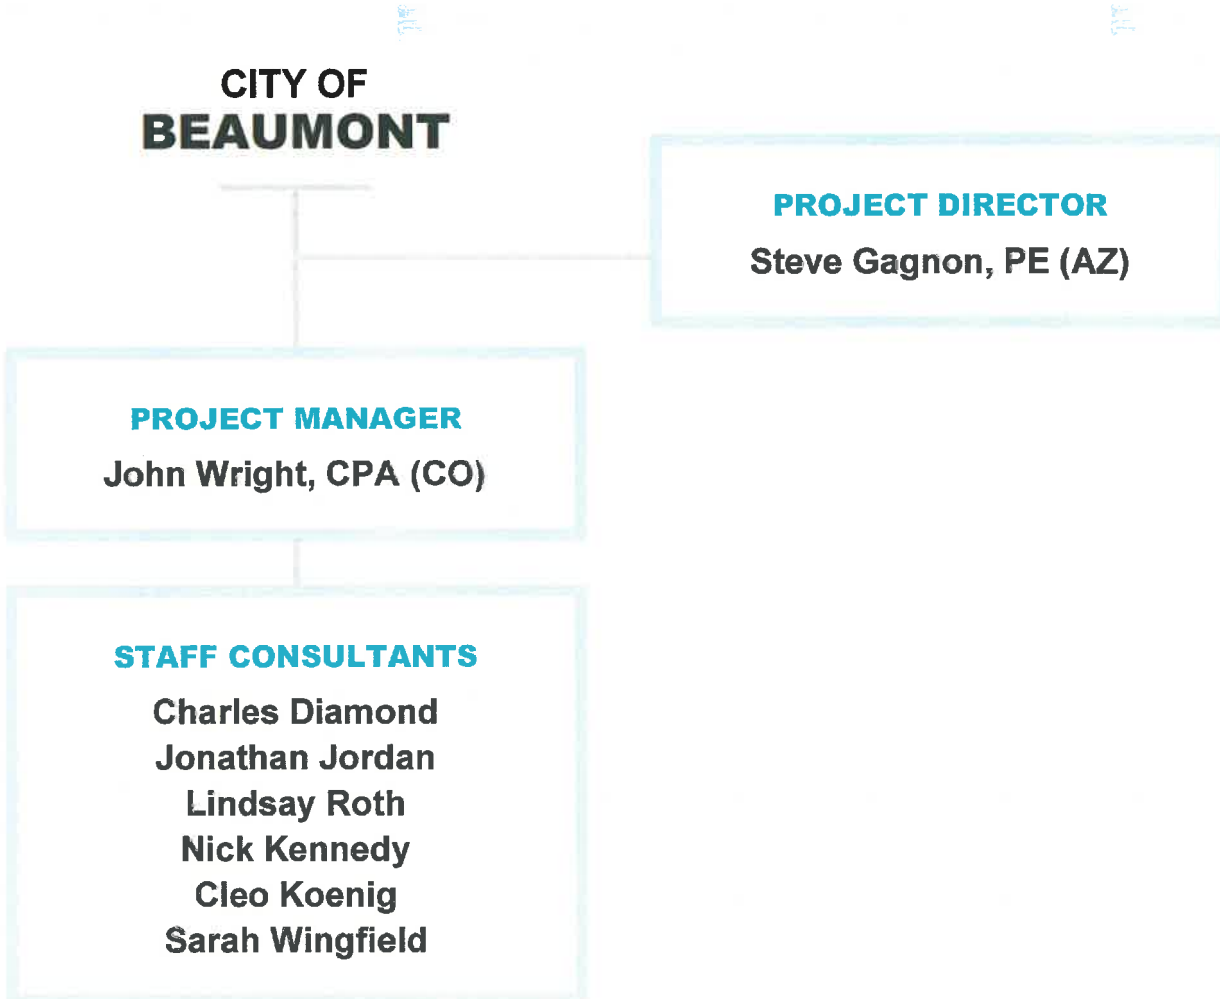 CITY OF
BEAUMONT
PROJECT DIRECTOR
Steve Gagnon, PE (AZ)
PROJECT MANAGER
John Wright, CPA (CO)
STAFF CONSULTANTS
Charles Diamond
Jonathan Jordan
Lindsay Roth
Nick Kennedy
Cleo Koenig
Sarah Wingfield